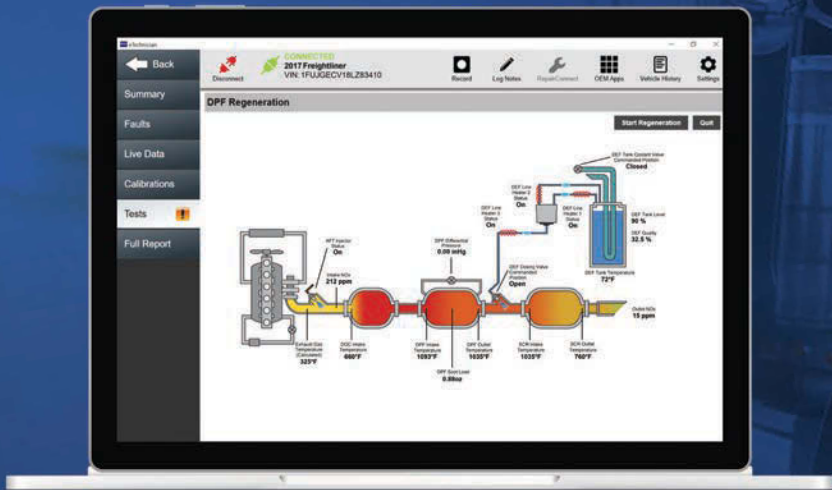 eTechnician
Back
Disconnect
CONNECTED
2017 Freightliner
VIN: 1FUJGECV18LZ83410
Record
Log Notes
RepairConnect
OEM Apps
Vehicle History
Settings
Summary
Faults
Live Data
Calibrations
Tests
Full Report
DPF Regeneration
Start Regeneration
Quit
DEF Tank Coolant Valve
Commanded Position
Closed
DEF Line
Heater 2
Status
On
DEF Line
Heater 3
Status
On
DEF Line
Heater 1
Status
On
DEF Tank Level
90 %
DEF Quality
32.5 %
DEF Tank Temperature
72°F
AFT Injector
Status
On
DPF Differential
Pressure
0.09 inHg
DEF Dosing Valve
Commanded
Position
Open
Intake NOx
212 ppm
Outlet NOx
15 ppm
Exhaust Gas
Temperature
(Calculated)
325°F
DOC Intake
Temperature
660°F
DPF Intake
Temperature
1093°F
DPF Outlet
Temperature
1035°F
SCR Intake
Temperature
1035°F
SCR Outlet
Temperature
760°F
DPF Soot Load
0.88oz